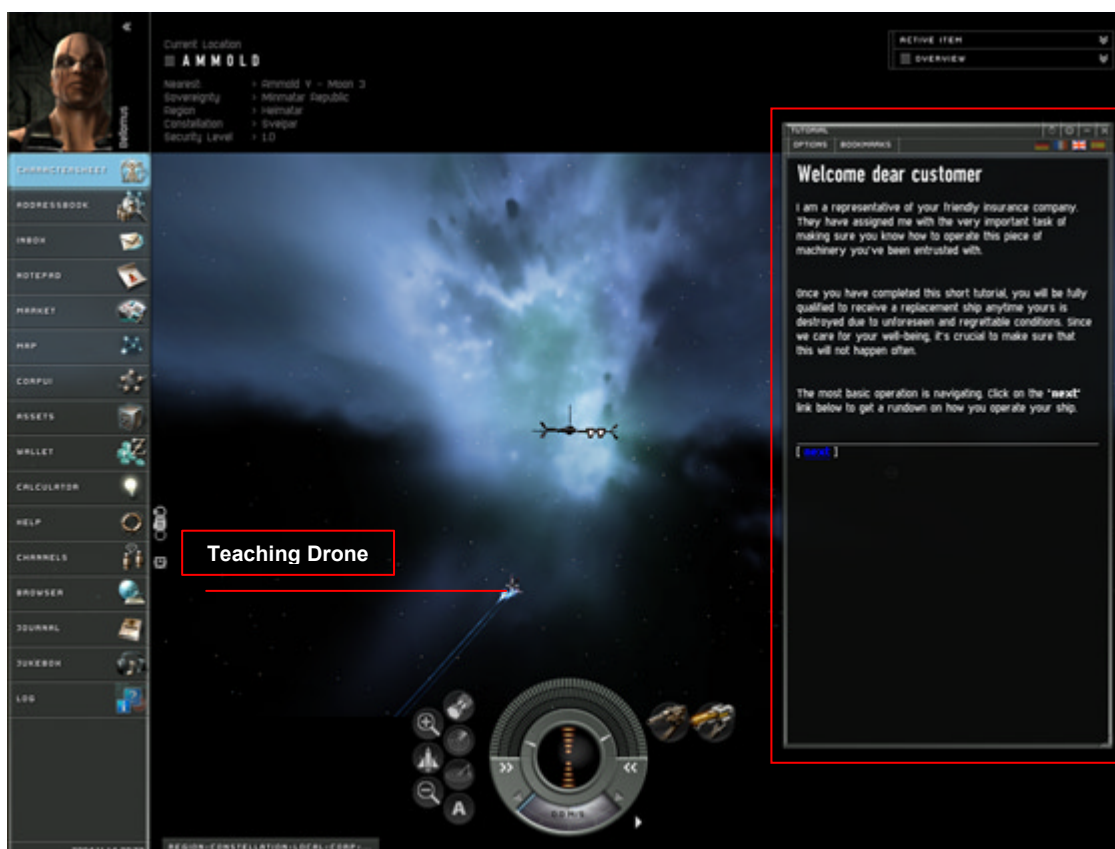 Current Location
AMMOLD
Nearest > Ammold V - Moon 3
Sovereignty > Minmatar Republic
Region > Heimatar
Constellation > Sveipar
Security Level > 1.0
ACTIVE ITEM
OVERVIEW
CHARACTERSHEET
ADDRESSBOOK
INBOX
NOTEPAD
MARKET
MAP
CORPUI
ASSETS
WALLET
CALCULATOR
HELP
CHANNELS
BROWSER
JOURNAL
JUKEBOX
LOG
Teaching Drone
A
0.0 M/S
TUTORIAL
OPTIONS BOOKMARKS
Welcome dear customer
I am a representative of your friendly insurance company.
They have assigned me with the very important task of
making sure you know how to operate this piece of
machinery you've been entrusted with.
Once you have completed this short tutorial, you will be fully
qualified to receive a replacement ship anytime yours is
destroyed due to unforeseen and regrettable conditions. Since
we care for your well-being, it's crucial to make sure that
this will not happen often.
The most basic operation is navigating. Click on the "next"
link below to get a rundown on how you operate your ship.
[ next ]